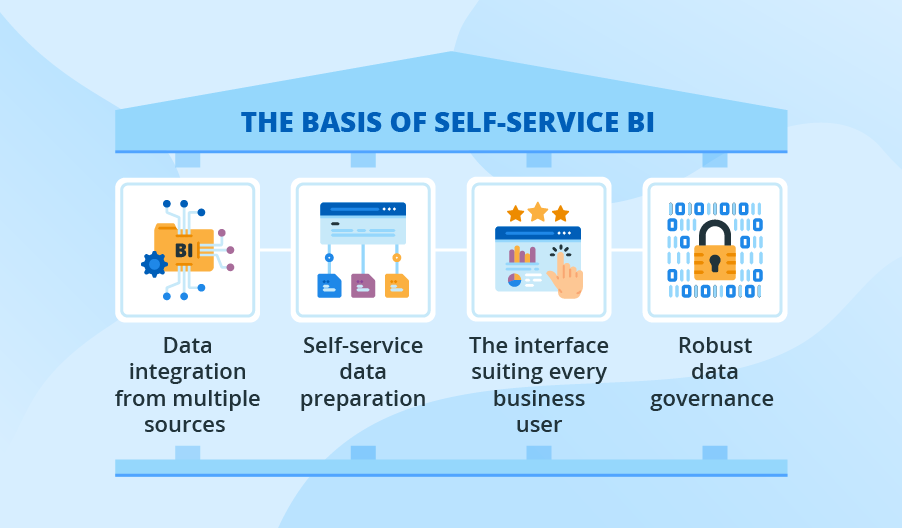 THE BASIS OF SELF-SERVICE BI
BI
Data
integration
from multiple
sources
Self-service
data
preparation
The interface
suiting every
business
user
Robust
data
governance